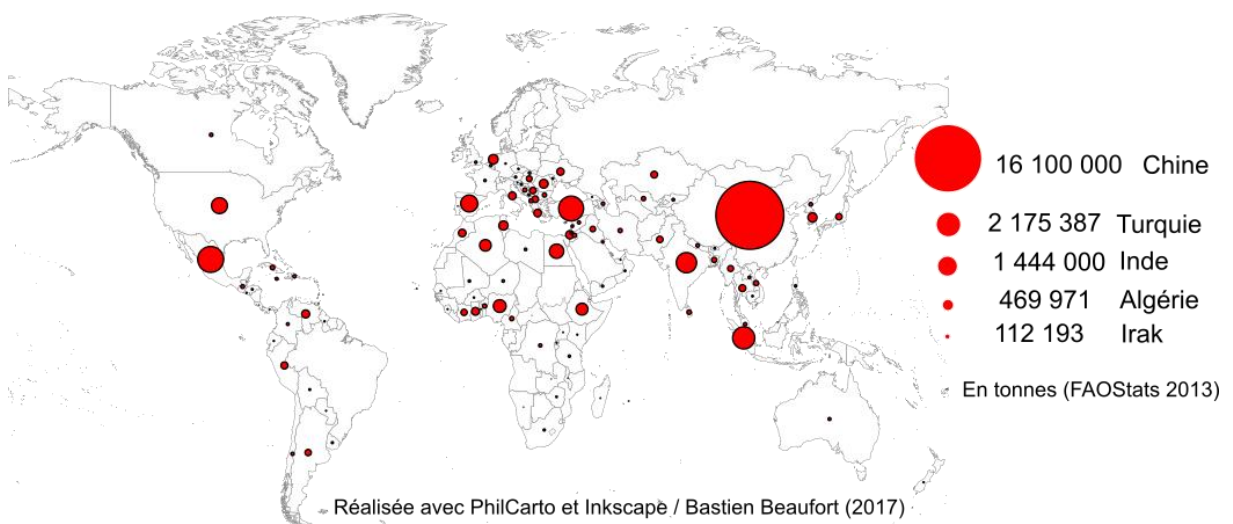 16 100 000 Chine
2 175 387 Turquie
1 444 000 Inde
469 971 Algérie
112 193 Irak
En tonnes (FAOStats 2013)
Réalisée avec PhilCarto et Inkscape / Bastien Beaufort (2017)